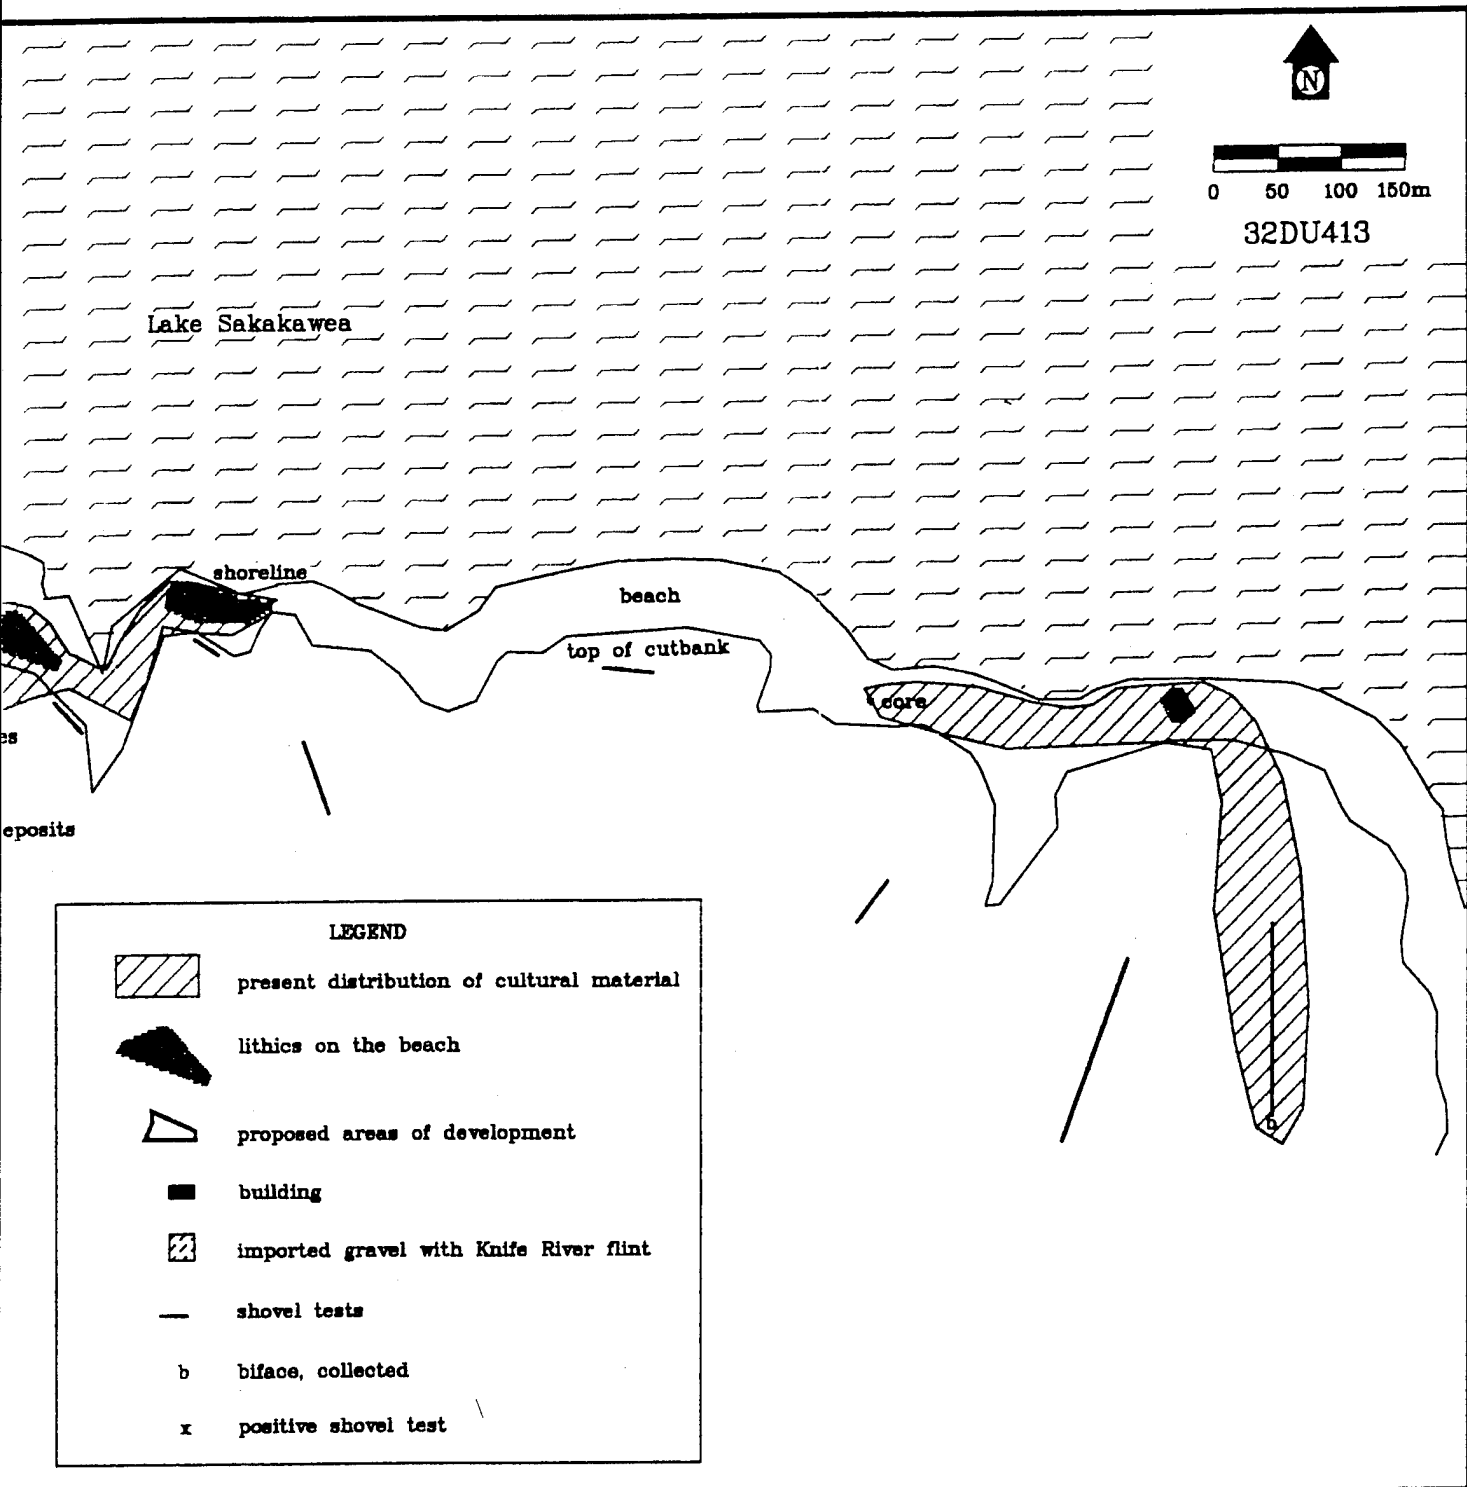 N
0 50 100 150m
32DU413
Lake Sakakawea
shoreline
beach
top of cutbank
core
es
eposits
b
LEGEND
present distribution of cultural material
lithics on the beach
proposed areas of development
building
imported gravel with Knife River flint
shovel tests
b biface, collected
x positive shovel test